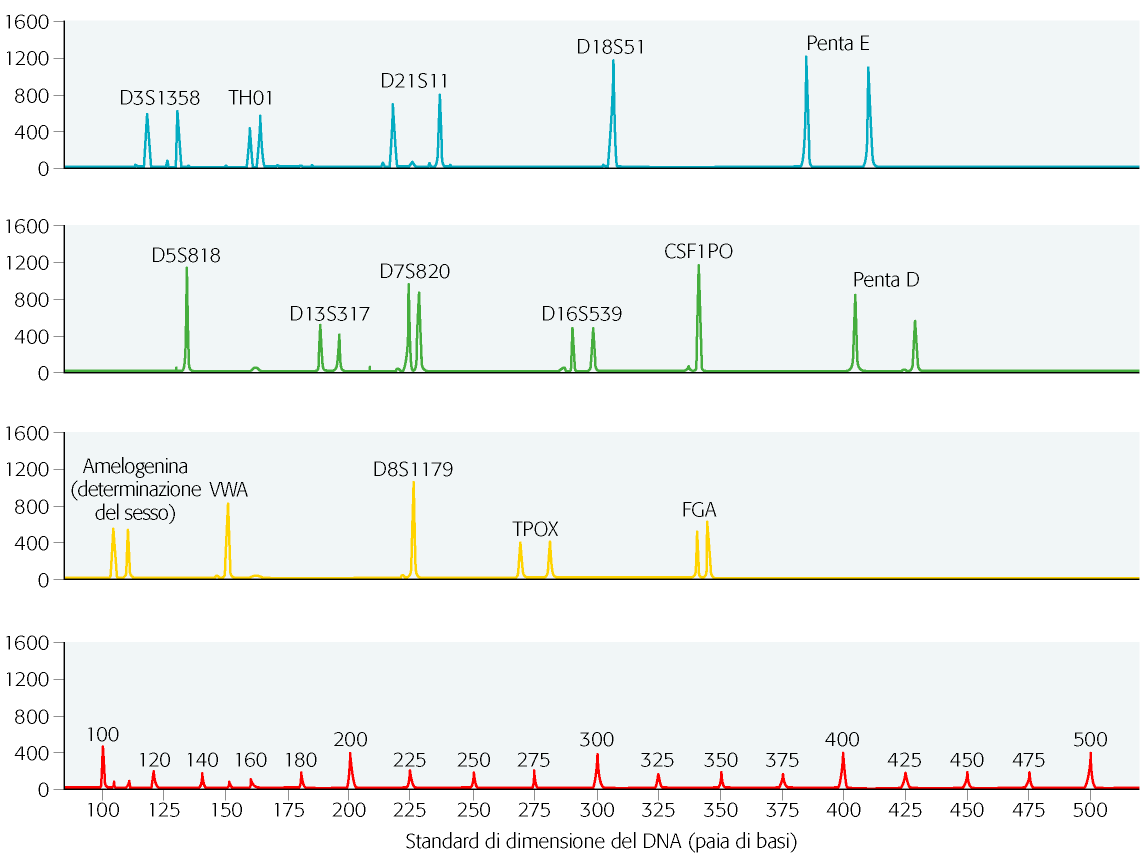 1600
1200
800
400
0
D3S1358
TH01
D21S11
D18S51
Penta E
1600
1200
800
400
0
D5S818
D13S317
D7S820
D16S539
CSF1PO
Penta D
1600
1200
800
400
0
Amelogenina
(determinazione
del sesso)
VWA
D8S1179
TPOX
FGA
1600
1200
800
400
0
100
120
140
160
180
200
225
250
275
300
325
350
375
400
425
450
475
500
100 125 150 175 200 225 250 275 300 325 350 375 400 425 450 475 500
Standard di dimensione del DNA (paia di basi)